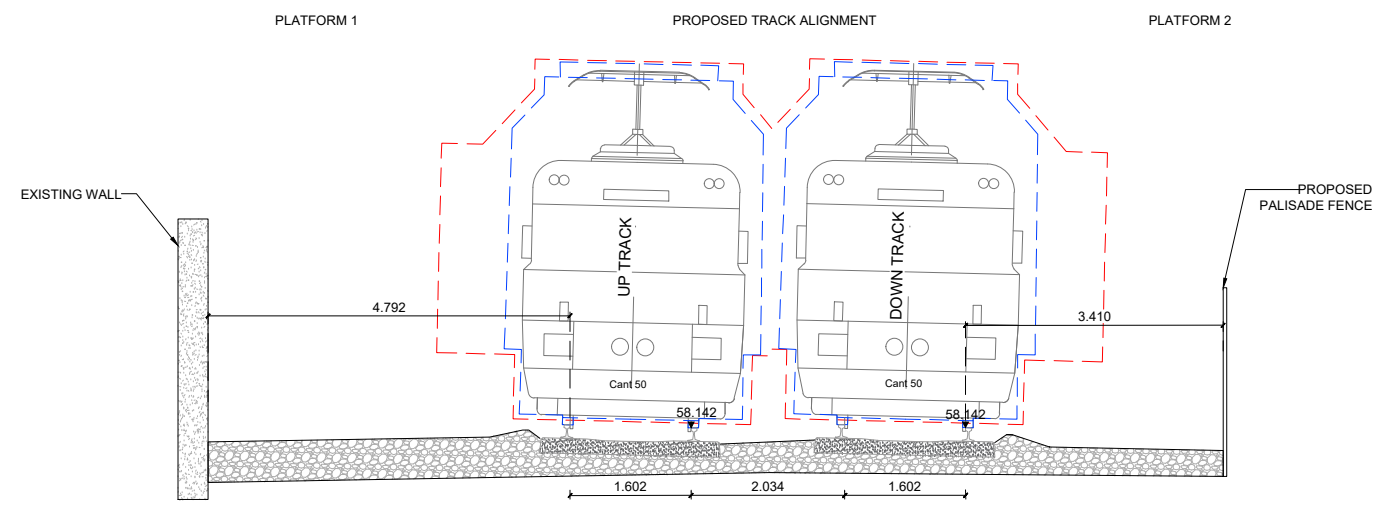 PLATFORM 1
PROPOSED TRACK ALIGNMENT
PLATFORM 2
EXISTING WALL
PROPOSED
PALISADE FENCE
UP TRACK
DOWN TRACK
4.792
3.410
Cant 50
Cant 50
58.142
58.142
1.602
2.034
1.602